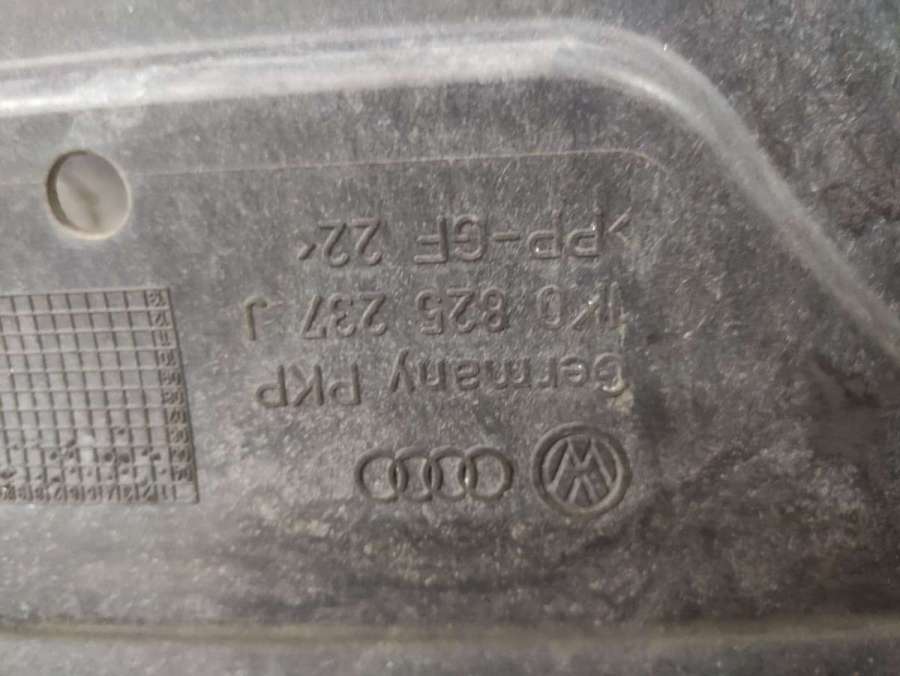 Germany PKP
1K0 825 237 J
>PP-GF 22<